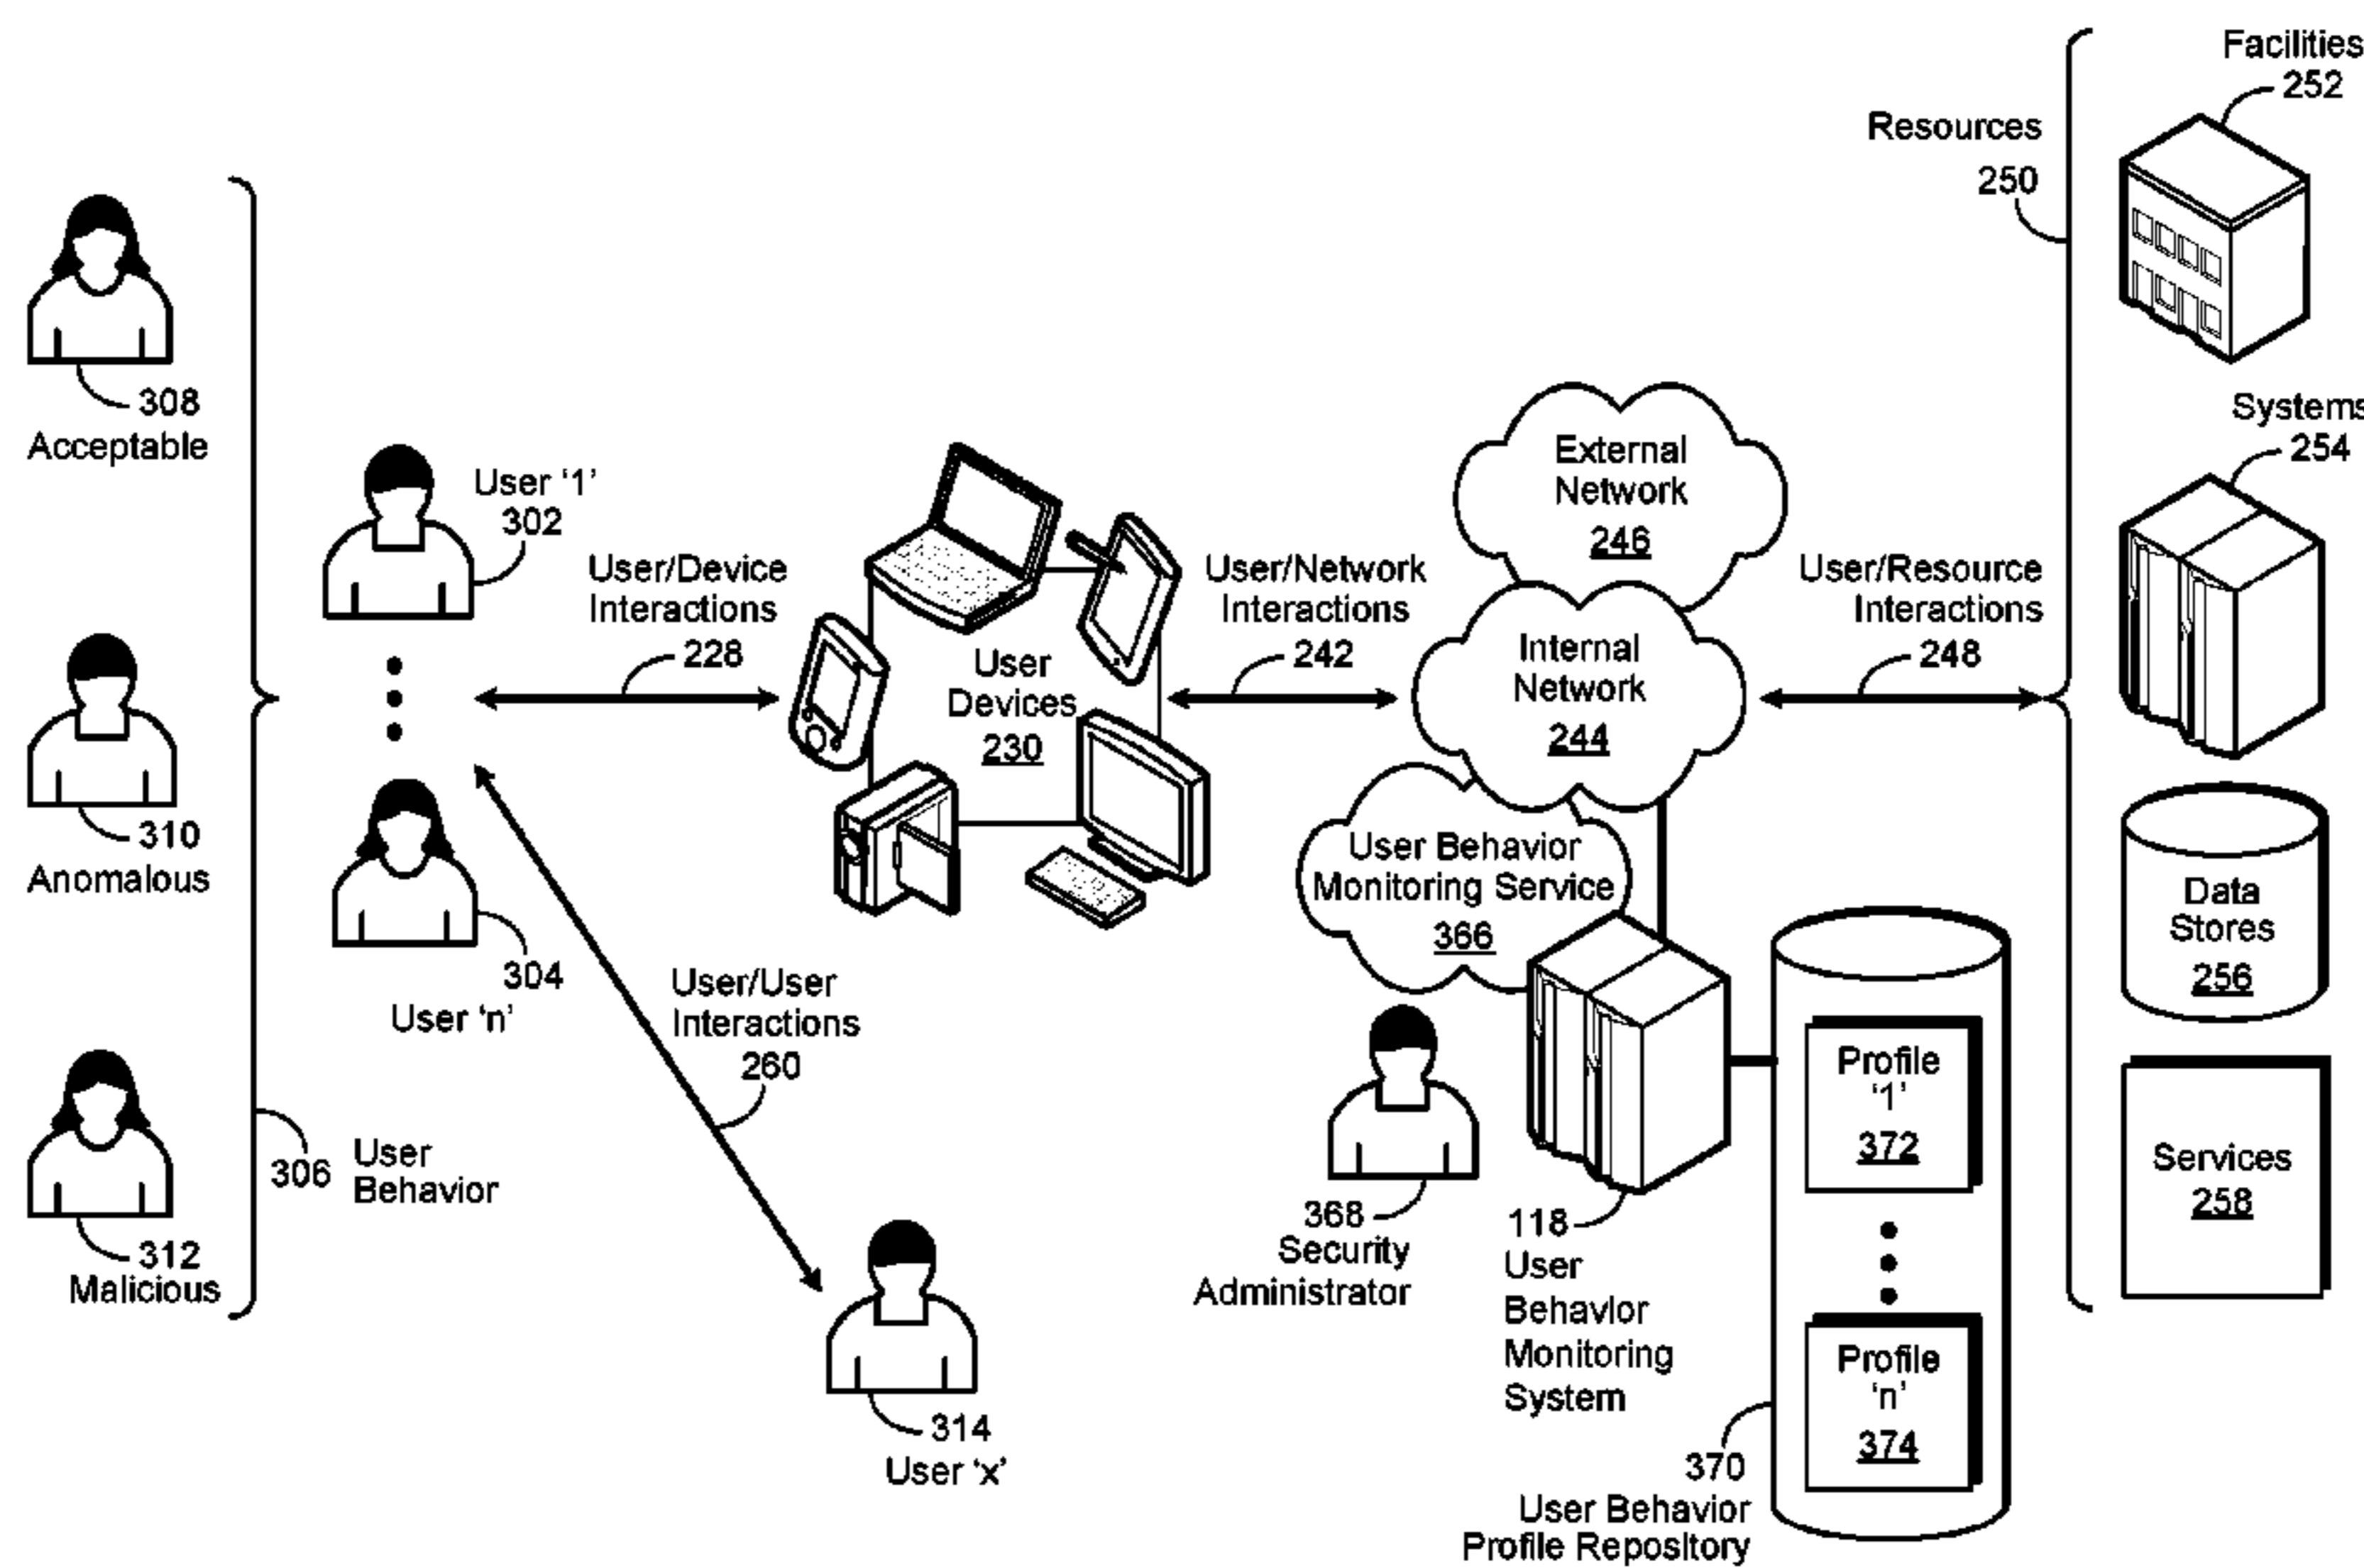 Facilities
252
Resources
250
308
Acceptable
User ‘1’
302
User/Device
Interactions
228
User
Devices
230
User/Network
Interactions
242
External
Network
246
Internal
Network
244
User/Resource
Interactions
248
Systems
254
310
Anomalous
304
User ‘n’
User/User
Interactions
260
User Behavior
Monitoring Service
366
Data
Stores
256
Profile
‘1’
372
Services
258
306
User
Behavior
312
Malicious
368
Security
Administrator
118
User
Behavior
Monitoring
System
Profile
‘n’
374
314
User ‘x’
370
User Behavior
Profile Repository